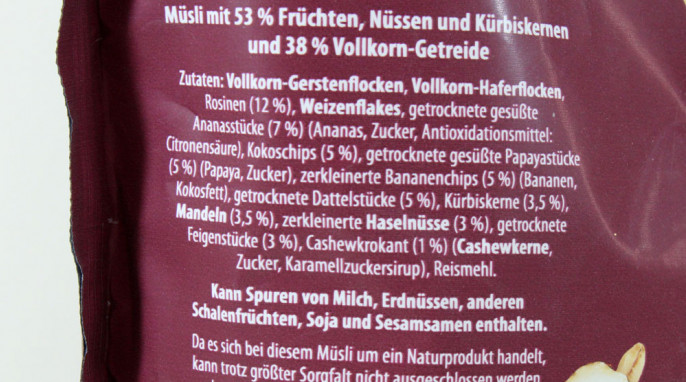 Müsli mit 53 % Früchten, Nüssen und Kürbiskernen
und 38 % Vollkorn-Getreide
Zutaten: Vollkorn-Gerstenflocken, Vollkorn-Haferflocken,
Rosinen (12 %), Weizenflakes, getrocknete gesüßte
Ananasstücke (7 %) (Ananas, Zucker, Antioxidationsmittel:
Citronensäure), Kokoschips (5 %), getrocknete gesüßte Papayastücke
(5 %) (Papaya, Zucker), zerkleinerte Bananenchips (5 %) (Bananen,
Kokosfett), getrocknete Dattelstücke (5 %), Kürbiskerne (3,5 %),
Mandeln (3,5 %), zerkleinerte Haselnüsse (3 %), getrocknete
Feigenstücke (3 %), Cashewkrokant (1 %) (Cashewkerne,
Zucker, Karamellzuckersirup), Reismehl.
Kann Spuren von Milch, Erdnüssen, anderen
Schalenfrüchten, Soja und Sesamsamen enthalten.
Da es sich bei diesem Müsli um ein Naturprodukt handelt,
kann trotz größter Sorgfalt nicht ausgeschlossen werden